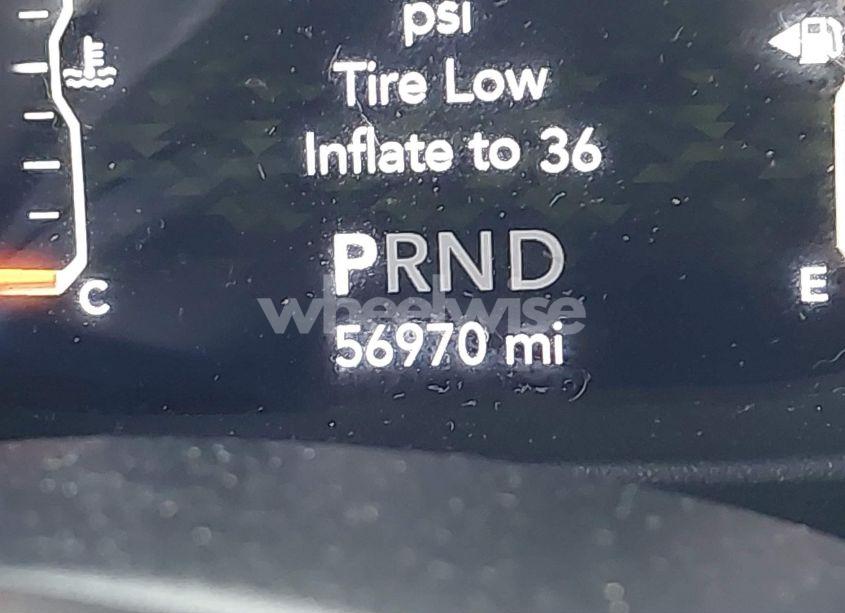 psi
Tire Low
Inflate to 36
PRND
C
E
wheelwise
56970 mi